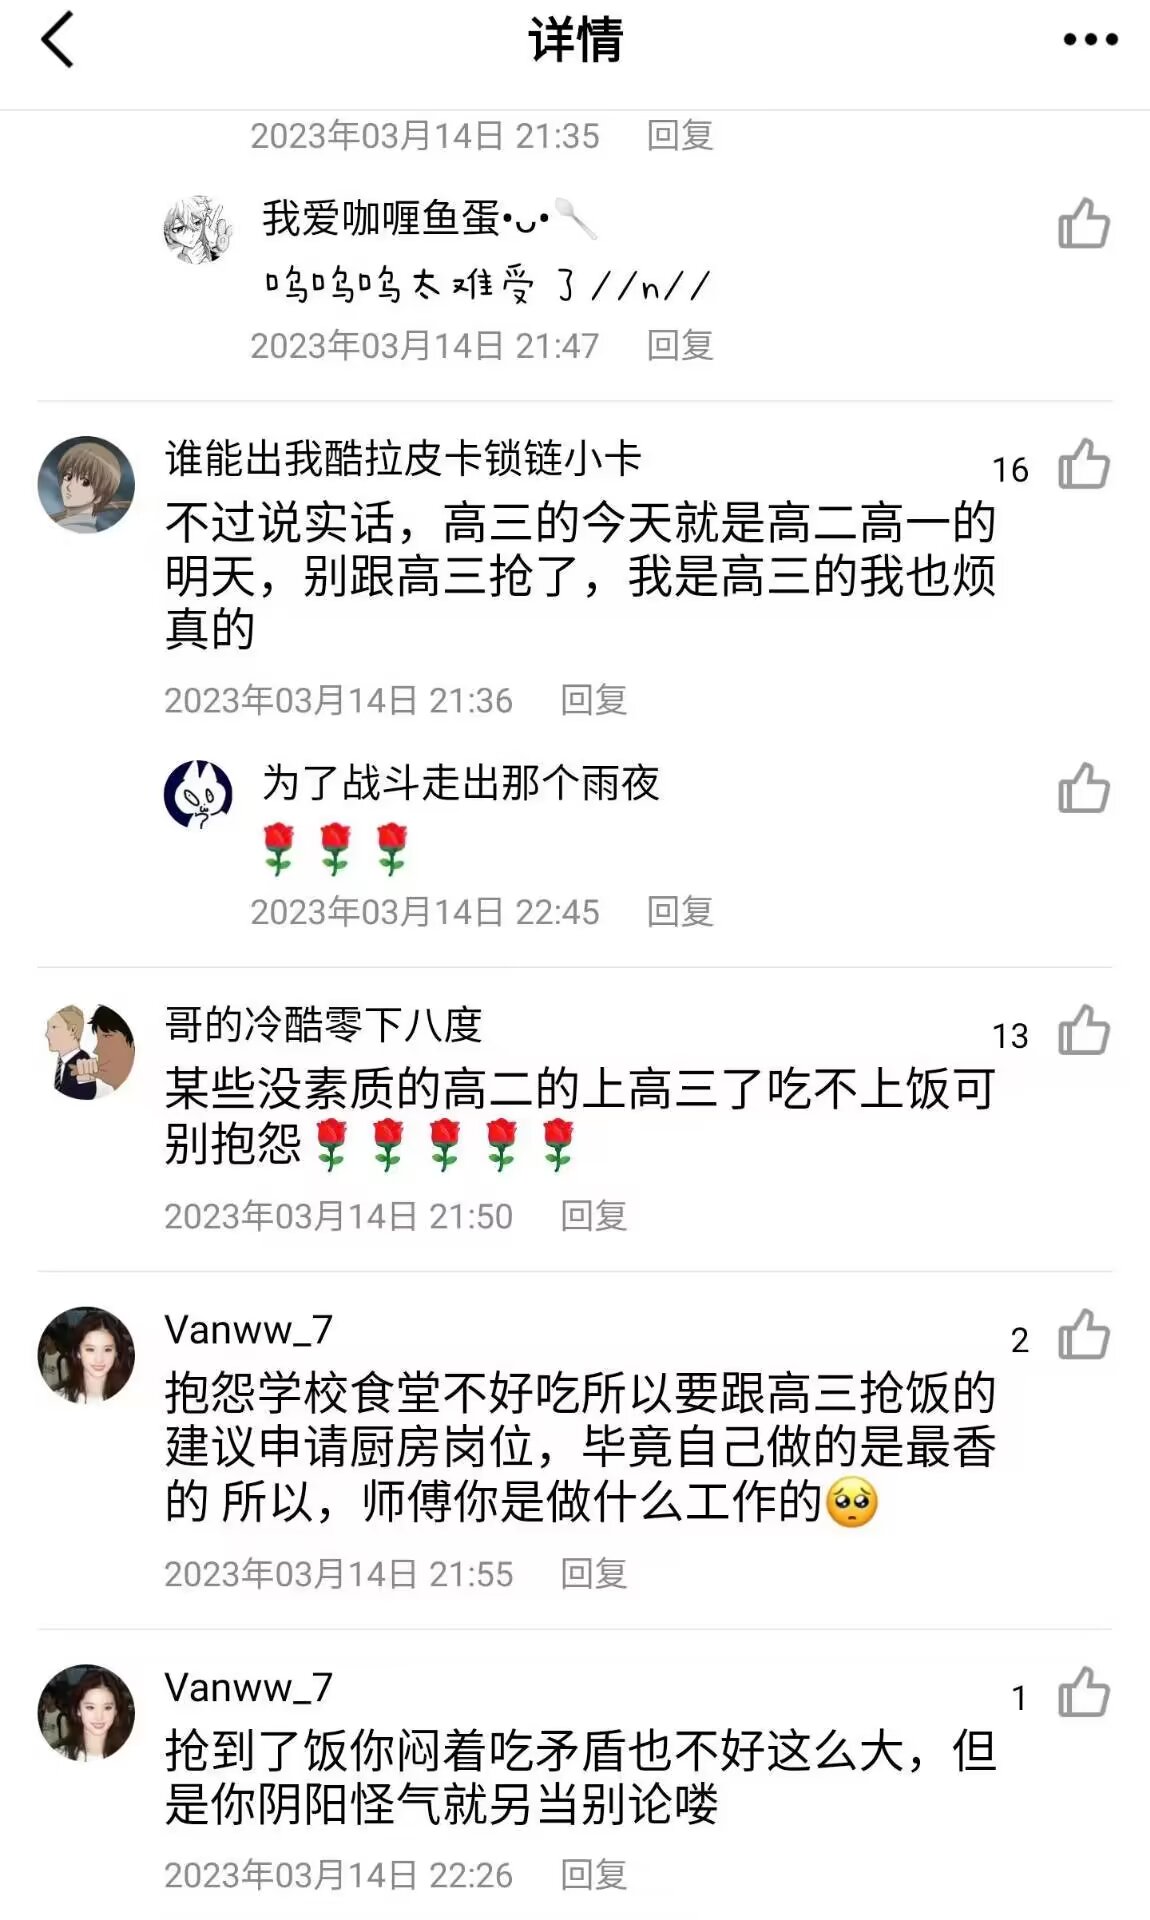 详情
2023年03月14日 21:35 回复
我爱咖喱鱼蛋•ᴗ•🥄
呜呜呜太难受了//n//
2023年03月14日 21:47 回复
谁能出我酷拉皮卡锁链小卡
16
不过说实话，高三的今天就是高二高一的
明天，别跟高三抢了，我是高三的我也烦
真的
2023年03月14日 21:36 回复
为了战斗走出那个雨夜
🌹🌹🌹
2023年03月14日 22:45 回复
哥的冷酷零下八度
13
某些没素质的高二的上高三了吃不上饭可
别抱怨🌹🌹🌹🌹🌹
2023年03月14日 21:50 回复
Vanww_7
2
抱怨学校食堂不好吃所以要跟高三抢饭的
建议申请厨房岗位，毕竟自己做的是最香
的 所以，师傅你是做什么工作的🥺
2023年03月14日 21:55 回复
Vanww_7
1
抢到了饭你闷着吃矛盾也不好这么大，但
是你阴阳怪气就另当别论喽
2023年03月14日 22:26 回复